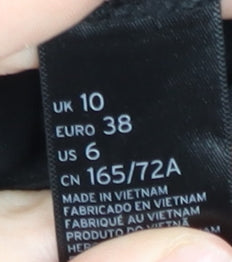 UK 10
EURO 38
US 6
CN 165/72A
MADE IN VIETNAM
FABRICADO EN VIETNAM
FABRIQUÉ AU VIETNAM
PRODUTO DO VIETNÃ